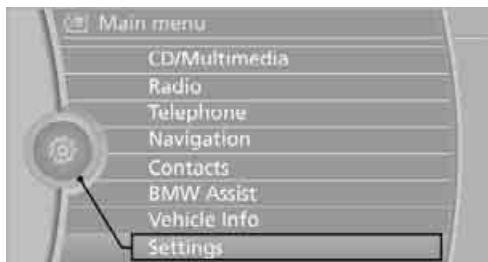 Main menu
CD/Multimedia
Radio
Telephone
Navigation
Contacts
BMW Assist
Vehicle Info
Settings